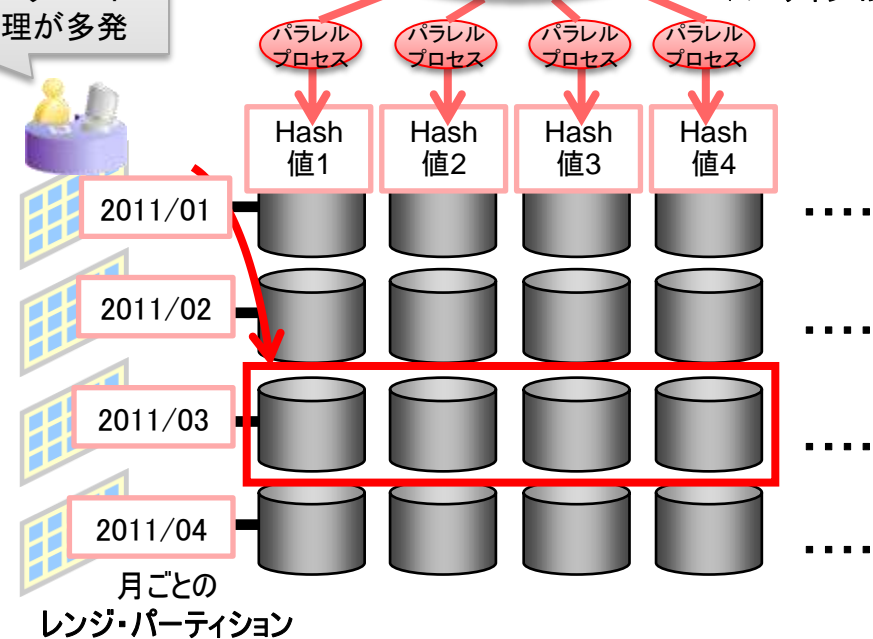 理が多発
パラレル
プロセス
パラレル
プロセス
パラレル
プロセス
パラレル
プロセス
Hash
値1
Hash
値2
Hash
値3
Hash
値4
2011/01
‥‥
2011/02
‥‥
2011/03
‥‥
2011/04
‥‥
月ごとの
レンジ・パーティション